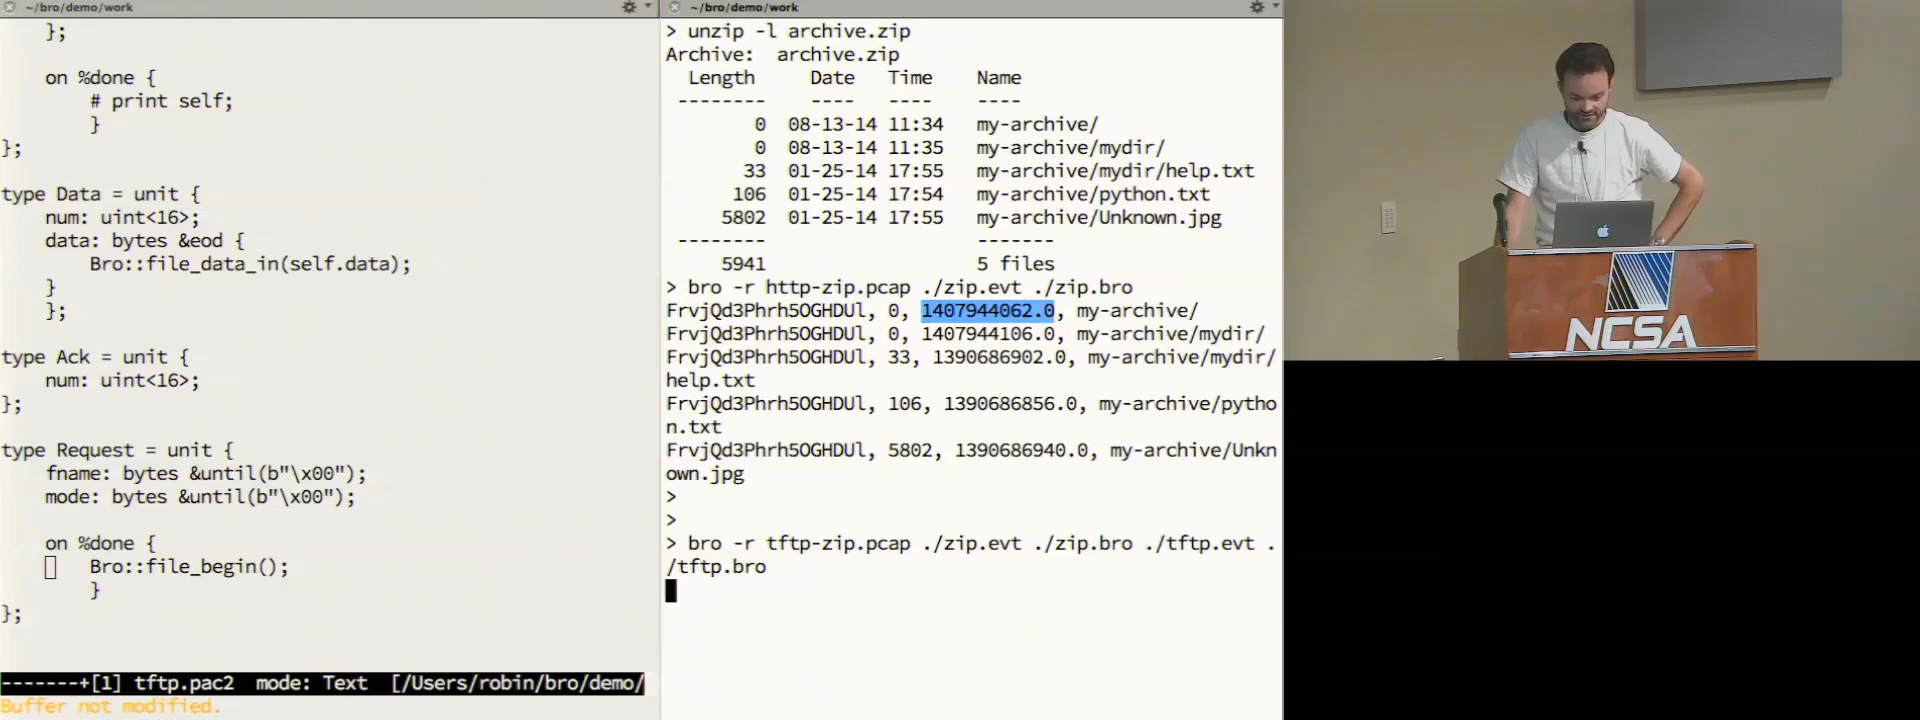 ~/bro/demo/work
};
on %done {
# print self;
}
};
type Data = unit {
num: uint<16>;
data: bytes &eod {
Bro::file_data_in(self.data);
}
};
type Ack = unit {
num: uint<16>;
};
type Request = unit {
fname: bytes &until(b"\x00");
mode: bytes &until(b"\x00");
on %done {
Bro::file_begin();
}
};
-------+[1] tftp.pac2  mode: Text  [/Users/robin/bro/demo/
Buffer not modified.
~/bro/demo/work
> unzip -l archive.zip
Archive:  archive.zip
Length     Date    Time    Name
--------    ----    ----    ----
0  08-13-14 11:34   my-archive/
0  08-13-14 11:35   my-archive/mydir/
33  01-25-14 17:55   my-archive/mydir/help.txt
106  01-25-14 17:54   my-archive/python.txt
5802  01-25-14 17:55   my-archive/Unknown.jpg
--------                   -------
5941                   5 files
> bro -r http-zip.pcap ./zip.evt ./zip.bro
FrvjQd3Phrh5OGHDUl, 0, 1407944062.0, my-archive/
FrvjQd3Phrh5OGHDUl, 0, 1407944106.0, my-archive/mydir/
FrvjQd3Phrh5OGHDUl, 33, 1390686902.0, my-archive/mydir/
help.txt
FrvjQd3Phrh5OGHDUl, 106, 1390686856.0, my-archive/pytho
n.txt
FrvjQd3Phrh5OGHDUl, 5802, 1390686940.0, my-archive/Unkn
own.jpg
>
>
> bro -r tftp-zip.pcap ./zip.evt ./zip.bro ./tftp.evt .
/tftp.bro
NCSA